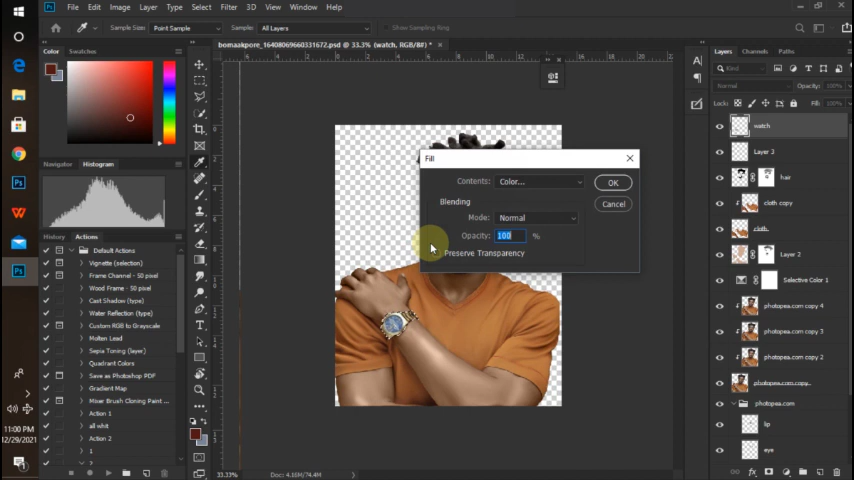 File Edit Image Layer Type Select Filter 3D View Window Help
Sample Size: Point Sample Sample: All Layers Show Sampling Ring
bomaakpore_16408069660331672.psd @ 33.3% (watch, RGB/8#) *
Color Swatches
Navigator Histogram
History Actions
Default Actions
Vignette (selection)
Frame Channel - 50 pixel
Wood Frame - 50 pixel
Cast Shadow (type)
Water Reflection (type)
Custom RGB to Grayscale
Molten Lead
Sepia Toning (layer)
Quadrant Colors
Save as Photoshop PDF
Gradient Map
Mixer Brush Cloning Paint ...
Action 1
all whit
Action 2
1
2
Fill
Contents: Color...
OK
Blending
Cancel
Mode: Normal
Opacity: 100 %
Preserve Transparency
Layers Channels Paths
Kind
Normal Opacity: 100%
Lock: Fill: 100%
watch
Layer 3
hair
cloth copy
cloth
Layer 2
Selective Color 1
photopea.com copy 4
photopea.com copy 3
photopea.com copy 2
photopea.com copy
photopea.com
lip
eye
11:00 PM
12/29/2021
33.33% Doc: 4.16M/74.4M